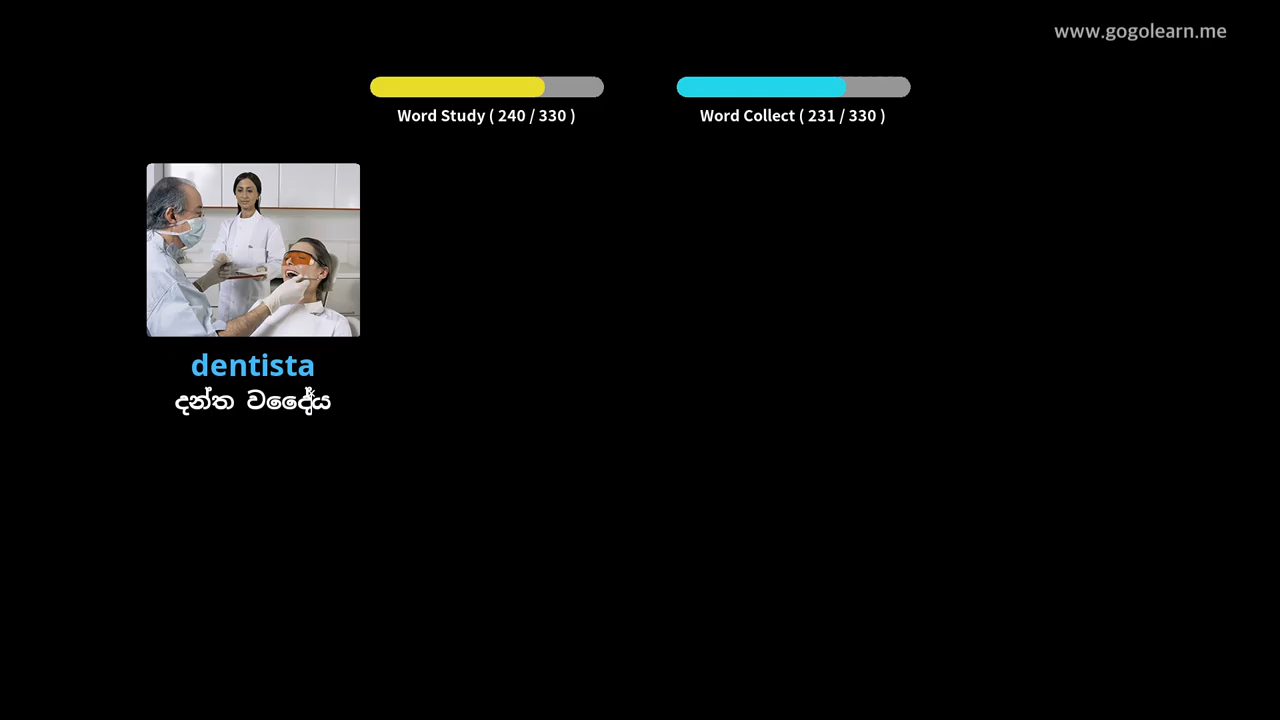 www.gogolearn.me
Word Study ( 240 / 330 )
Word Collect ( 231 / 330 )
dentista
දන්ත වෛද්‍ය